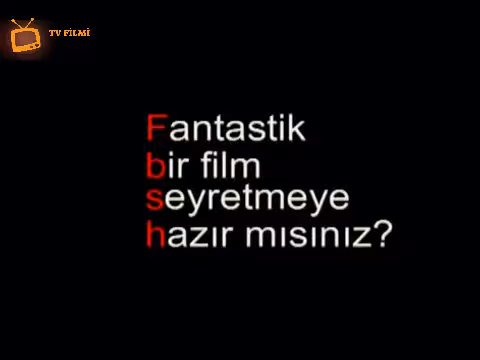 TV FİLMİ
Fantastik
bir film
seyretmeye
hazır mısınız?